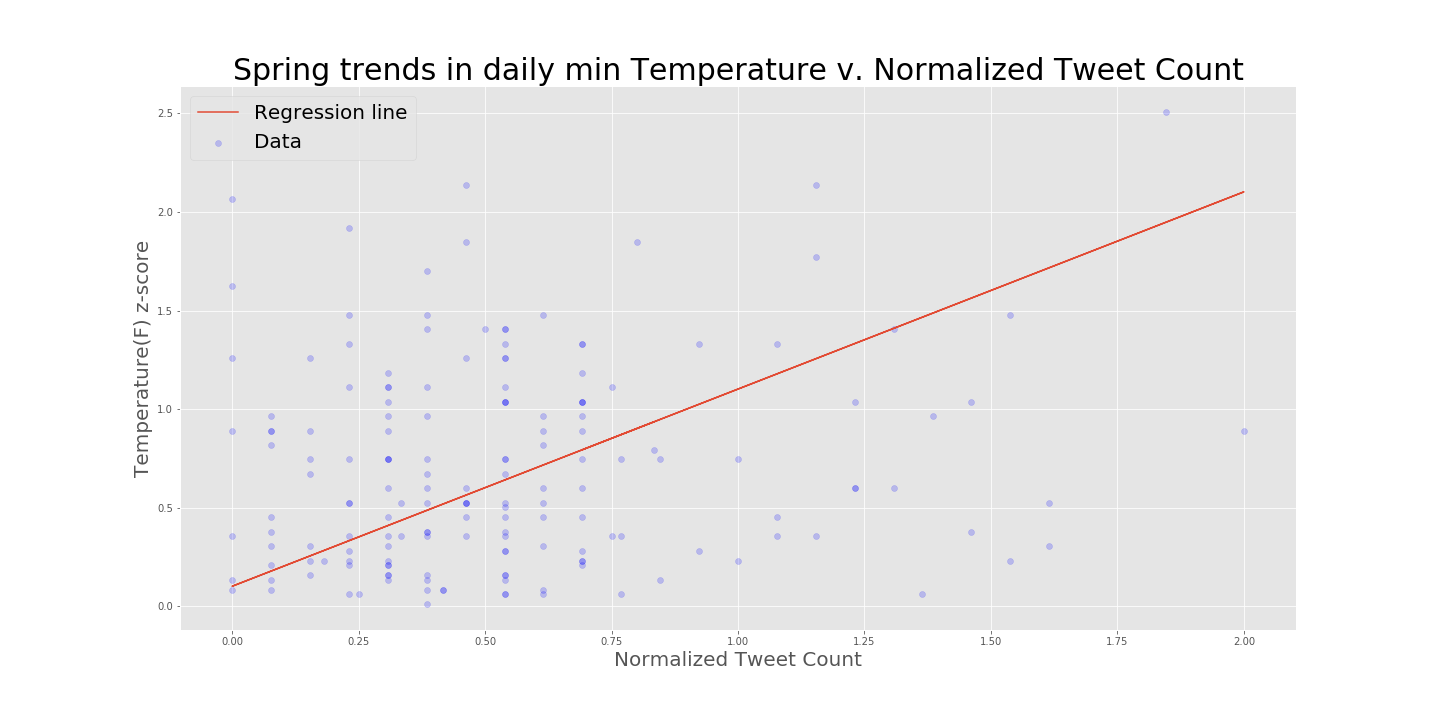 Spring trends in daily min Temperature v. Normalized Tweet Count
Regression line
Data
Temperature(F) z-score
2.5
2.0
1.5
1.0
0.5
0.0
0.00 0.25 0.50 0.75 1.00 1.25 1.50 1.75 2.00
Normalized Tweet Count